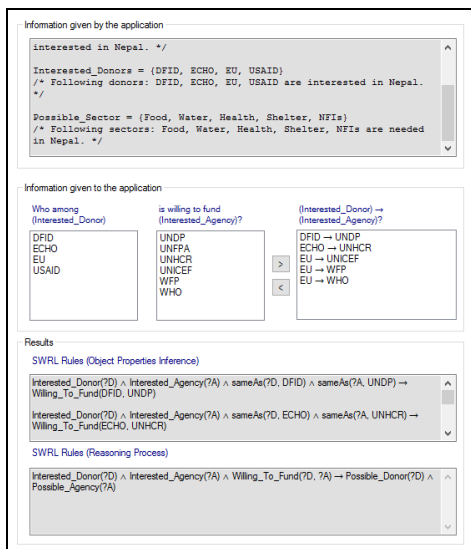 Information given by the application
interested in Nepal. */
Interested_Donors = {DFID, ECHO, EU, USAID}
/* Following donors: DFID, ECHO, EU, USAID are interested in Nepal.
*/
Possible_Sector = {Food, Water, Health, Shelter, NFIs}
/* Following sectors: Food, Water, Health, Shelter, NFIs are needed
in Nepal. */
Information given to the application
Who among
(Interested_Donor)
DFID
ECHO
EU
USAID
is willing to fund
(Interested_Agency)?
UNDP
UNFPA
UNHCR
UNICEF
WFP
WHO
>
<
(Interested_Donor) →
(Interested_Agency)?
DFID → UNDP
ECHO → UNHCR
EU → UNICEF
EU → WFP
EU → WHO
Results
SWRL Rules (Object Properties Inference)
Interested_Donor(?D) ∧ Interested_Agency(?A) ∧ sameAs(?D, DFID) ∧ sameAs(?A, UNDP) →
Willing_To_Fund(DFID, UNDP)
Interested_Donor(?D) ∧ Interested_Agency(?A) ∧ sameAs(?D, ECHO) ∧ sameAs(?A, UNHCR) →
Willing_To_Fund(ECHO, UNHCR)
SWRL Rules (Reasoning Process)
Interested_Donor(?D) ∧ Interested_Agency(?A) ∧ Willing_To_Fund(?D, ?A) → Possible_Donor(?D) ∧
Possible_Agency(?A)